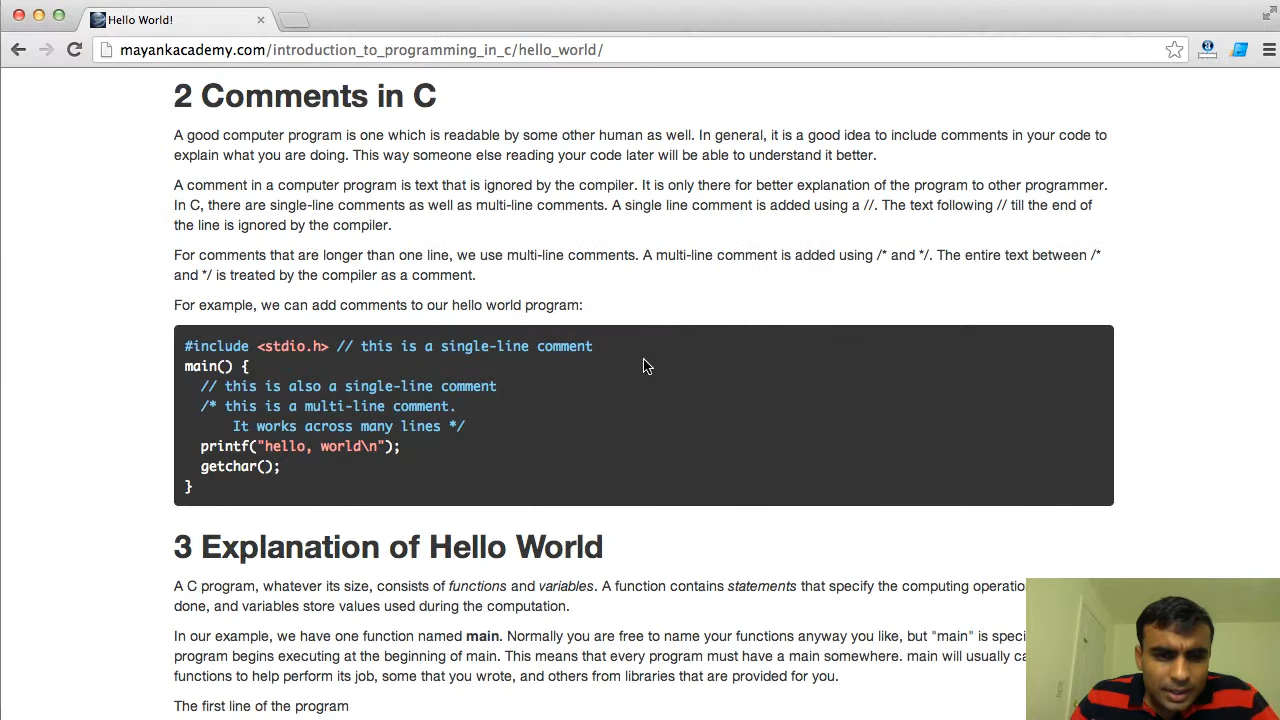 Hello World!
mayankacademy.com/introduction_to_programming_in_c/hello_world/
2 Comments in C
A good computer program is one which is readable by some other human as well. In general, it is a good idea to include comments in your code to
explain what you are doing. This way someone else reading your code later will be able to understand it better.
A comment in a computer program is text that is ignored by the compiler. It is only there for better explanation of the program to other programmer.
In C, there are single-line comments as well as multi-line comments. A single line comment is added using a //. The text following // till the end of
the line is ignored by the compiler.
For comments that are longer than one line, we use multi-line comments. A multi-line comment is added using /* and */. The entire text between /*
and */ is treated by the compiler as a comment.
For example, we can add comments to our hello world program:
#include <stdio.h> // this is a single-line comment
main() {
// this is also a single-line comment
/* this is a multi-line comment.
It works across many lines */
printf("hello, world\n");
getchar();
}
3 Explanation of Hello World
A C program, whatever its size, consists of functions and variables. A function contains statements that specify the computing operatio
done, and variables store values used during the computation.
In our example, we have one function named main. Normally you are free to name your functions anyway you like, but "main" is speci
program begins executing at the beginning of main. This means that every program must have a main somewhere. main will usually ca
functions to help perform its job, some that you wrote, and others from libraries that are provided for you.
The first line of the program